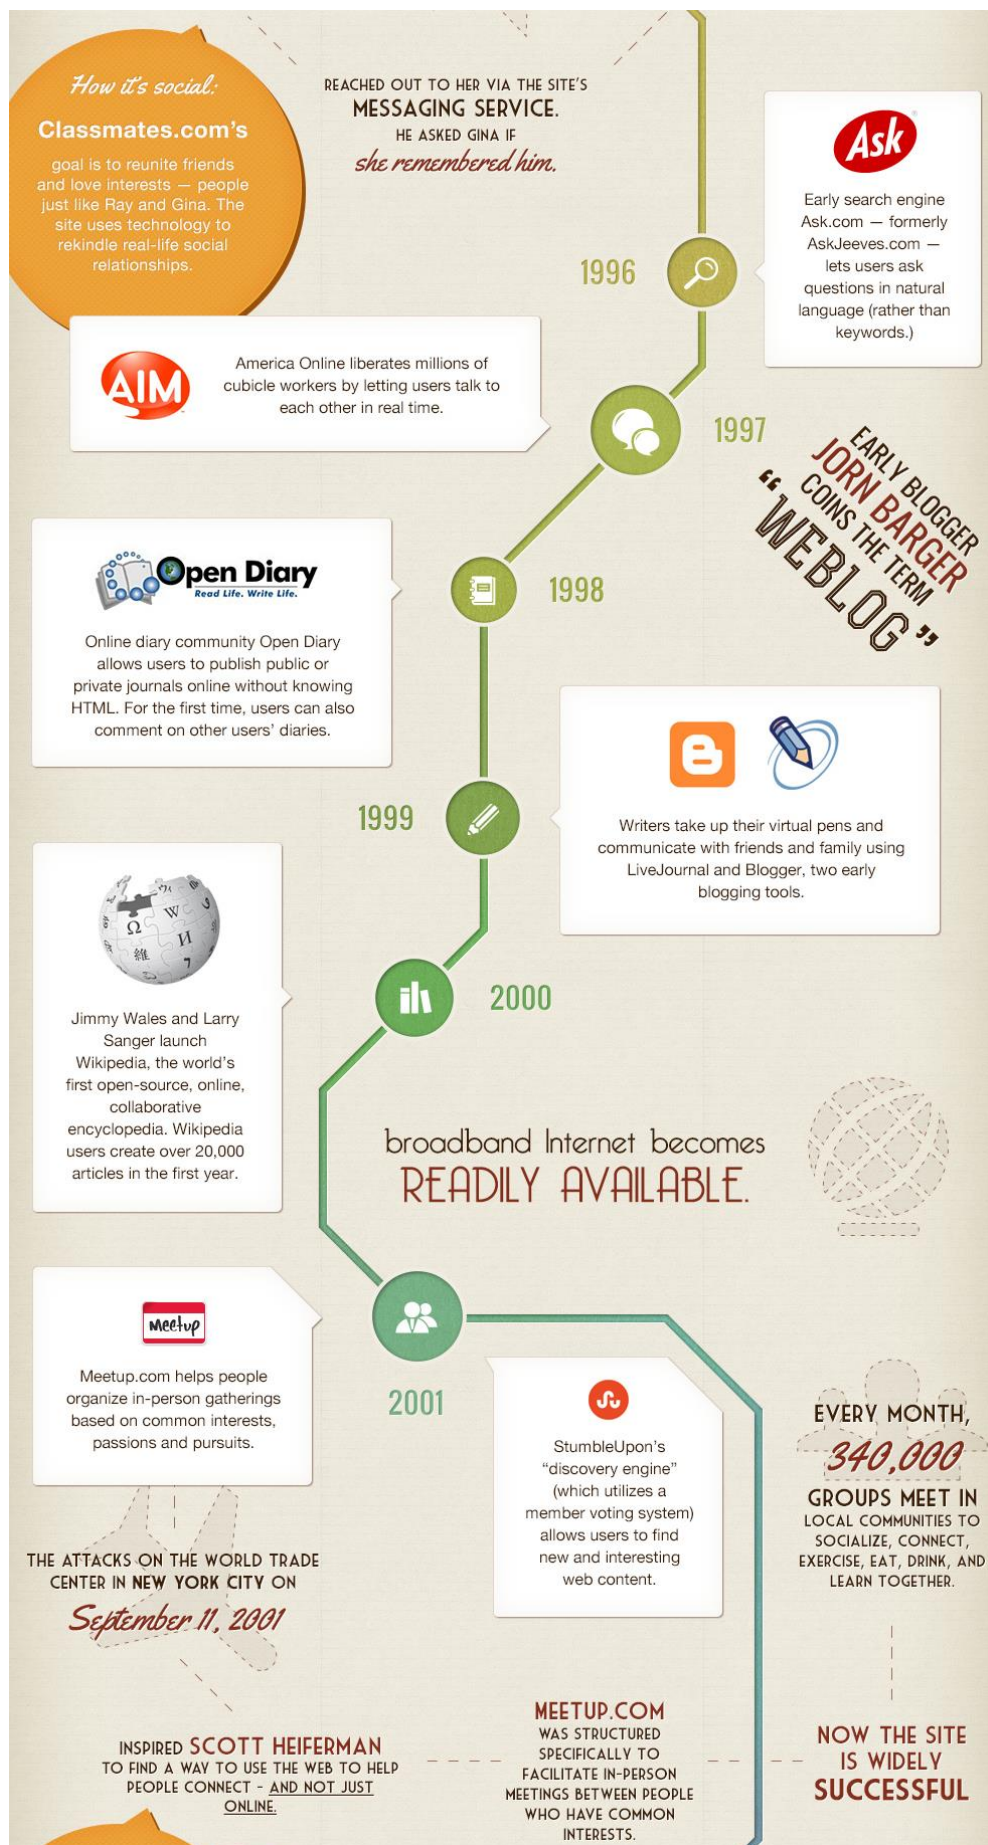 How it's social:
Classmates.com's
goal is to reunite friends
and love interests — people
just like Ray and Gina. The
site uses technology to
rekindle real-life social
relationships.
REACHED OUT TO HER VIA THE SITE'S
MESSAGING SERVICE.
HE ASKED GINA IF
she remembered him.
Ask
Early search engine
Ask.com — formerly
AskJeeves.com —
lets users ask
questions in natural
language (rather than
keywords.)
1996
AIM
America Online liberates millions of
cubicle workers by letting users talk to
each other in real time.
1997
EARLY BLOGGER
JORN BARGER
COINS THE TERM
“WEBLOG”
Open Diary
Read Life. Write Life.
Online diary community Open Diary
allows users to publish public or
private journals online without knowing
HTML. For the first time, users can also
comment on other users' diaries.
1998
1999
Writers take up their virtual pens and
communicate with friends and family using
LiveJournal and Blogger, two early
blogging tools.
Ω W И
維 7
Jimmy Wales and Larry
Sanger launch
Wikipedia, the world's
first open-source, online,
collaborative
encyclopedia. Wikipedia
users create over 20,000
articles in the first year.
2000
broadband Internet becomes
READILY AVAILABLE.
Meetup
Meetup.com helps people
organize in-person gatherings
based on common interests,
passions and pursuits.
2001
StumbleUpon's
“discovery engine”
(which utilizes a
member voting system)
allows users to find
new and interesting
web content.
EVERY MONTH,
340,000
GROUPS MEET IN
LOCAL COMMUNITIES TO
SOCIALIZE, CONNECT,
EXERCISE, EAT, DRINK, AND
LEARN TOGETHER.
THE ATTACKS ON THE WORLD TRADE
CENTER IN NEW YORK CITY ON
September 11, 2001
INSPIRED SCOTT HEIFERMAN
TO FIND A WAY TO USE THE WEB TO HELP
PEOPLE CONNECT - AND NOT JUST
ONLINE.
MEETUP.COM
WAS STRUCTURED
SPECIFICALLY TO
FACILITATE IN-PERSON
MEETINGS BETWEEN PEOPLE
WHO HAVE COMMON
INTERESTS.
NOW THE SITE
IS WIDELY
SUCCESSFUL